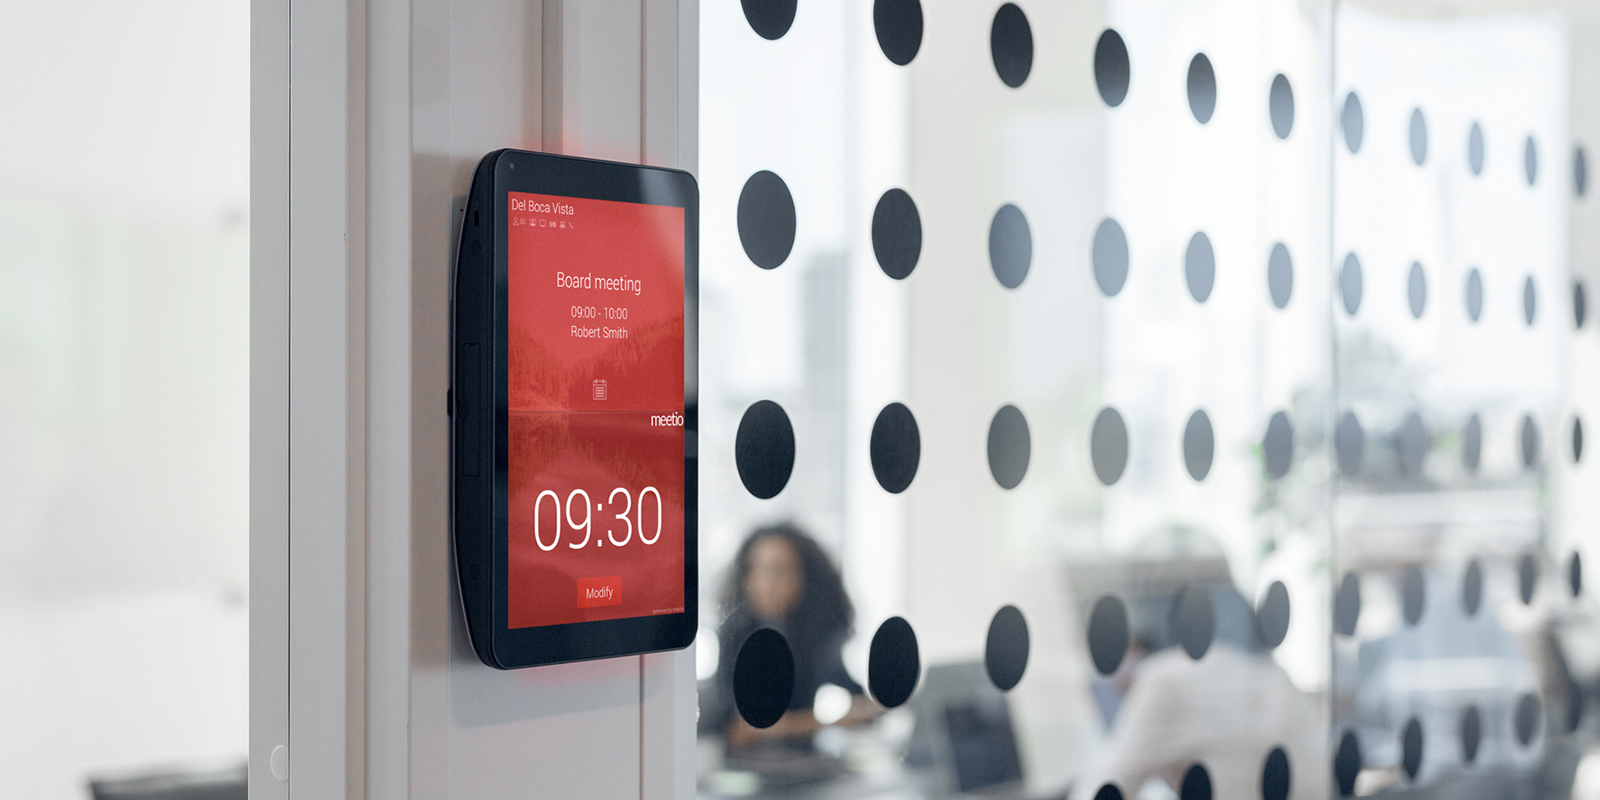 Del Boca Vista
Board meeting
09:00 - 10:00
Robert Smith
meetio
09:30
Modify